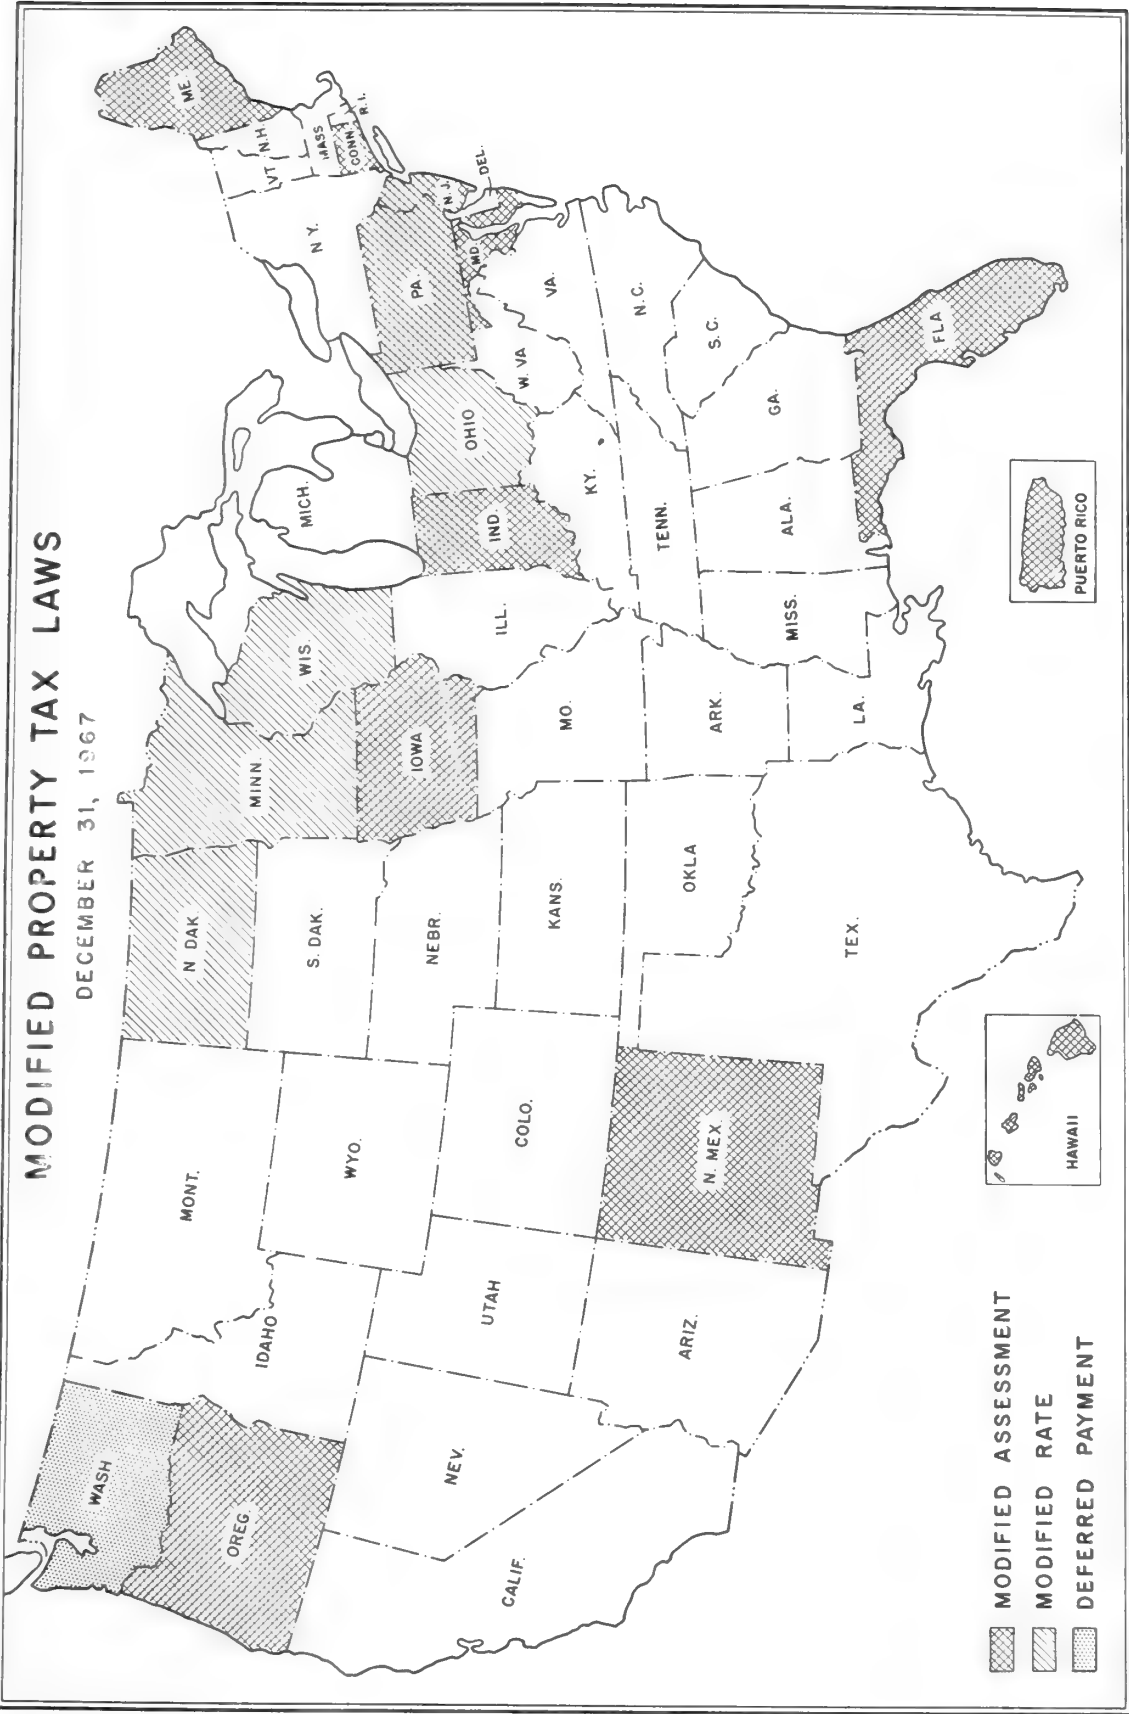 MODIFIED PROPERTY TAX LAWS
DECEMBER 31, 1967
WASH
OREG.
CALIF.
NEV.
IDAHO
MONT.
WYO.
UTAH
ARIZ.
COLO.
N. MEX.
N DAK
S. DAK.
NEBR.
KANS.
OKLA
TEX.
MINN.
IOWA
MO.
ARK.
LA.
WIS.
ILL.
MISS.
MICH.
IND
OHIO
KY.
TENN.
ALA.
GA.
FLA
S.C.
N.C.
VA.
W. VA
PA.
MD.
DEL.
N.J.
N Y.
VT
N.H.
ME.
MASS
CONN.
R.I.
HAWAII
PUERTO RICO
MODIFIED ASSESSMENT
MODIFIED RATE
DEFERRED PAYMENT